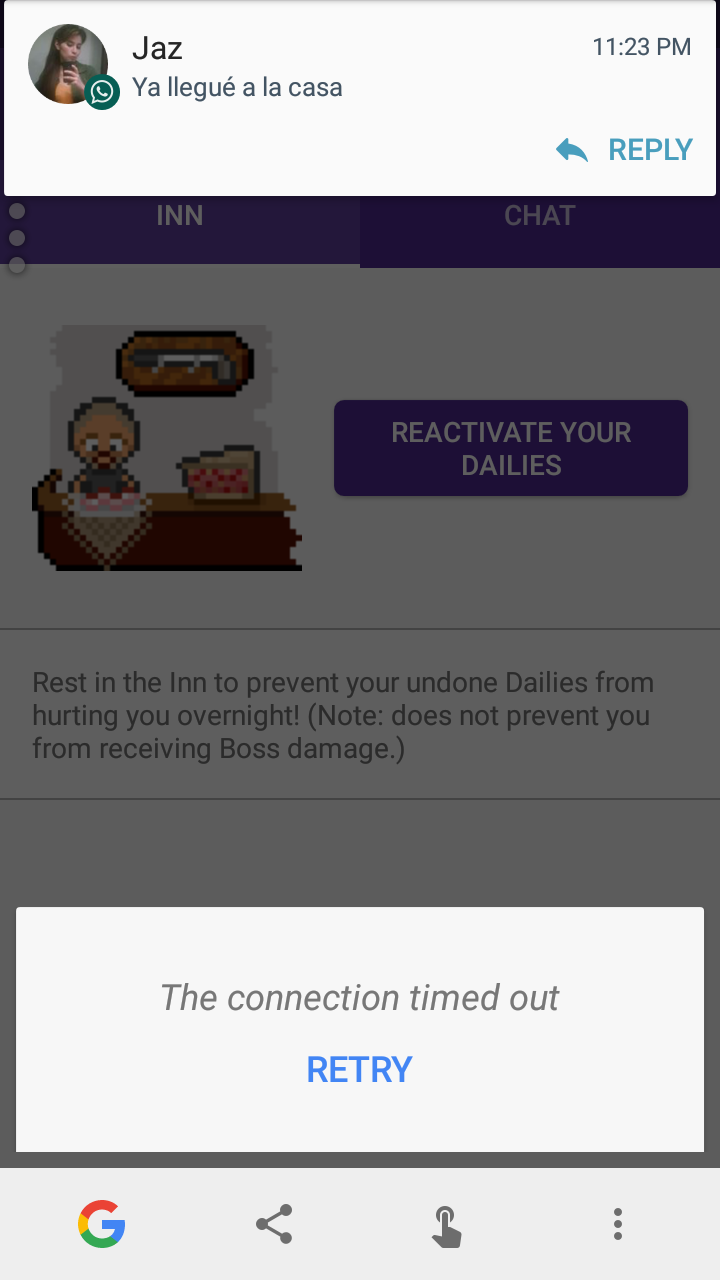 Jaz
11:23 PM
Ya llegué a la casa
REPLY
INN
CHAT
REACTIVATE YOUR
DAILIES
Rest in the Inn to prevent your undone Dailies from
hurting you overnight! (Note: does not prevent you
from receiving Boss damage.)
The connection timed out
RETRY